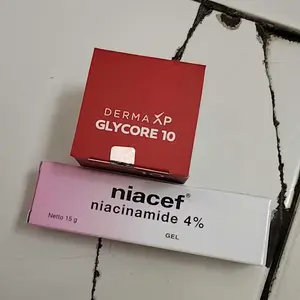 DERMA XP
GLYCORE 10
niacef®
niacinamide 4%
Netto 15 g
GEL